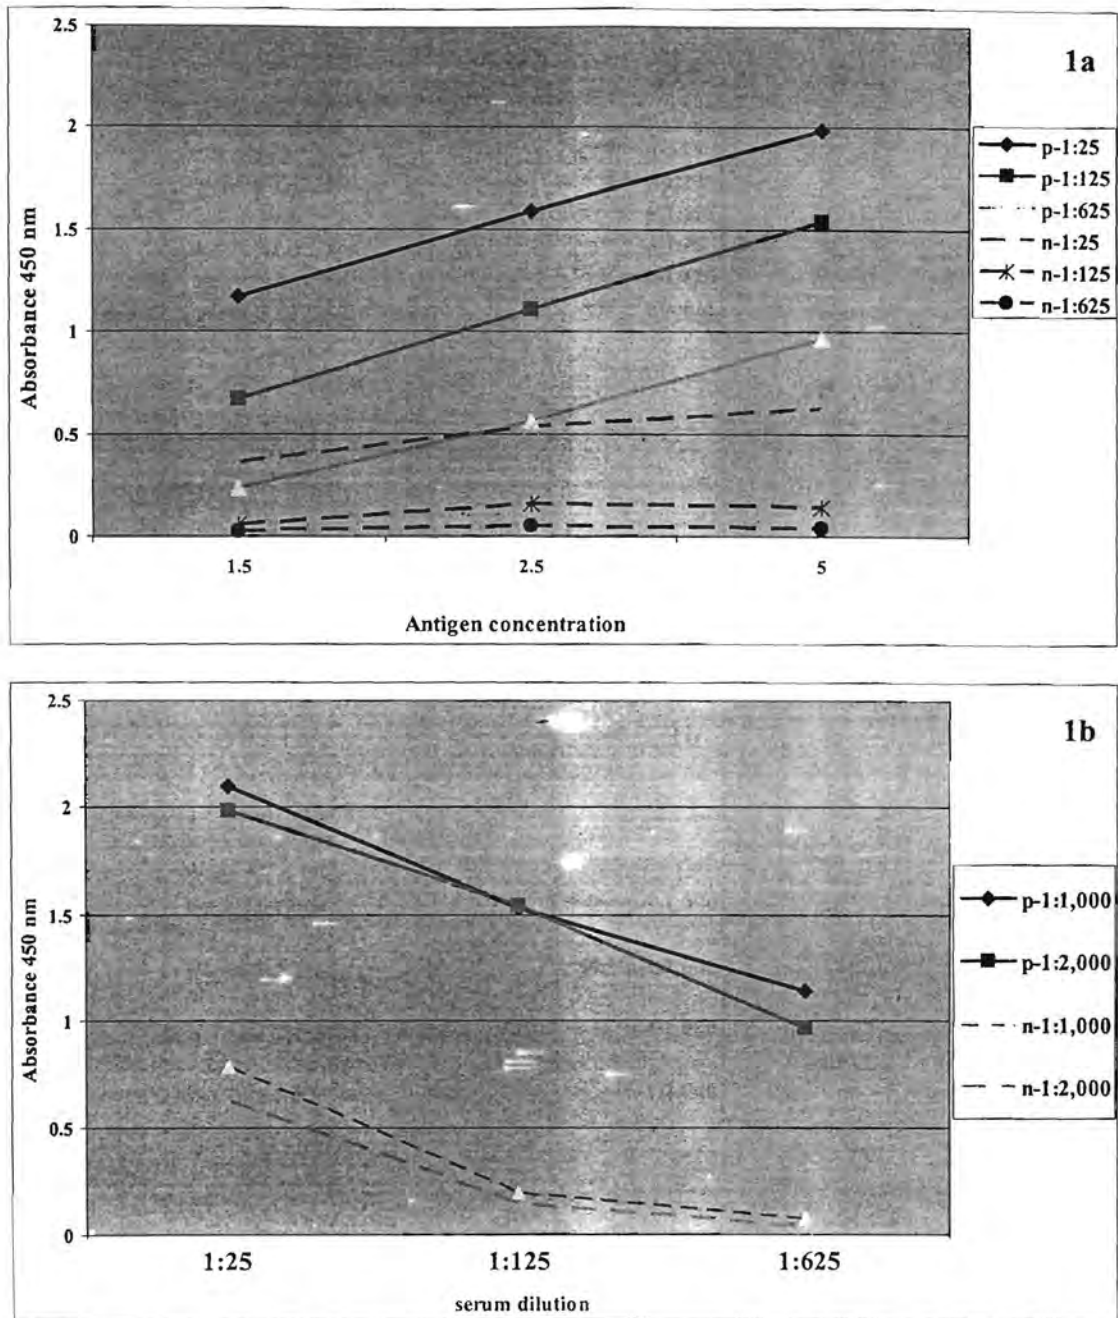 1a
2.5
2
1.5
1
0.5
0
Absorbance 450 nm
1.5 2.5 5
Antigen concentration
p-1:25
p-1:125
p-1:625
n-1:25
n-1:125
n-1:625
1b
2.5
2
1.5
1
0.5
0
Absorbance 450 nm
1:25 1:125 1:625
serum dilution
p-1:1,000
p-1:2,000
n-1:1,000
n-1:2,000